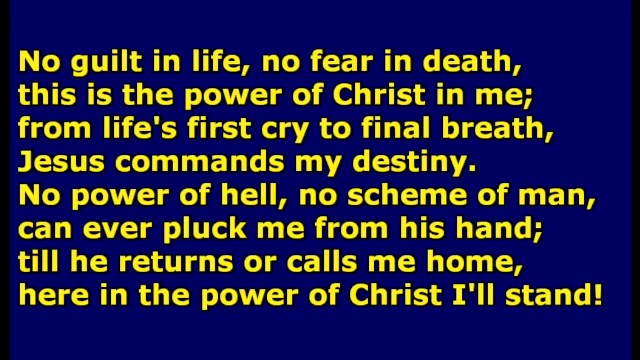 No guilt in life, no fear in death,
this is the power of Christ in me;
from life's first cry to final breath,
Jesus commands my destiny.
No power of hell, no scheme of man,
can ever pluck me from his hand;
till he returns or calls me home,
here in the power of Christ I'll stand!